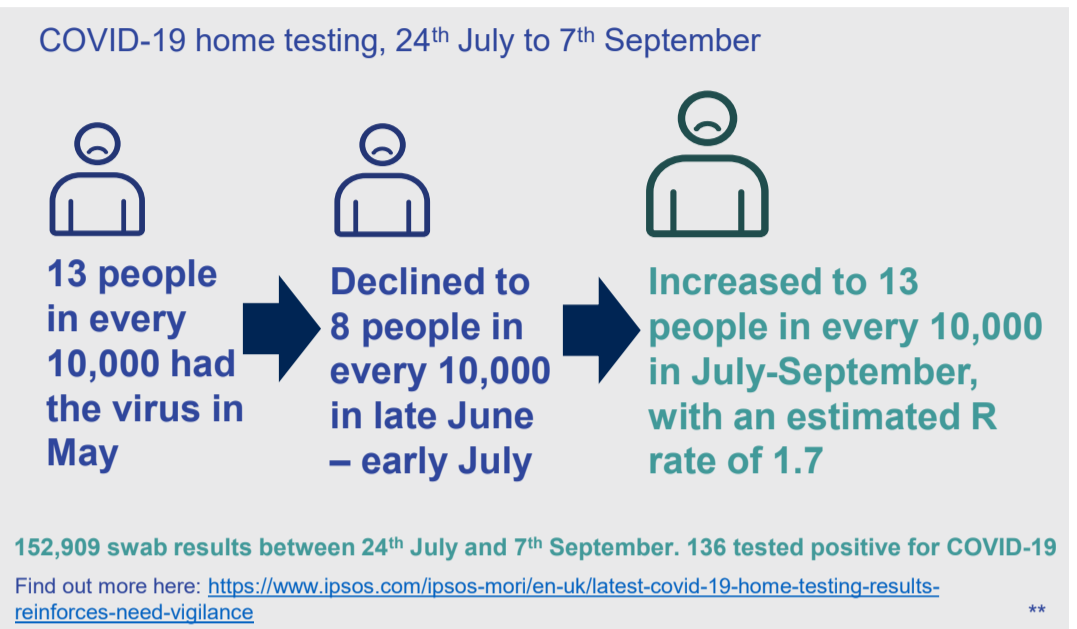 COVID-19 home testing, 24th July to 7th September
13 people
in every
10,000 had
the virus in
May
Declined to
8 people in
every 10,000
in late June
– early July
Increased to 13
people in every 10,000
in July-September,
with an estimated R
rate of 1.7
152,909 swab results between 24th July and 7th September. 136 tested positive for COVID-19
Find out more here: https://www.ipsos.com/ipsos-mori/en-uk/latest-covid-19-home-testing-results-
reinforces-need-vigilance
**